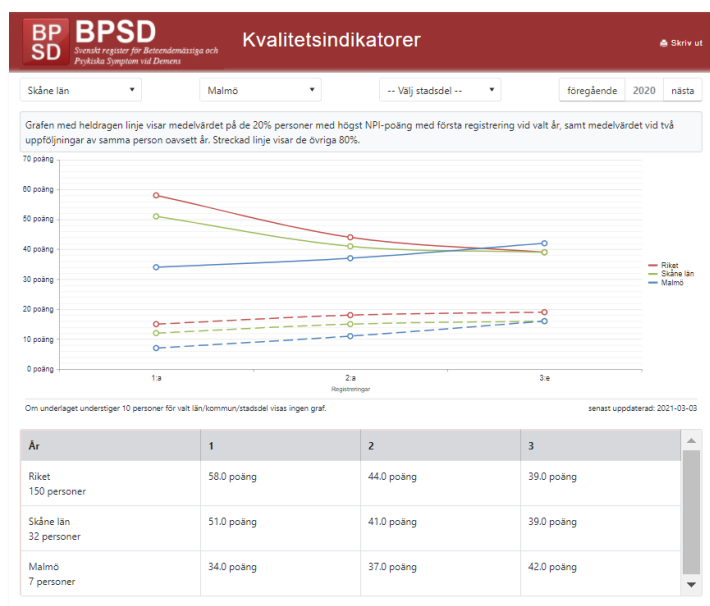 BP
SD
BPSD
Svenskt register för Beteendemässiga och
Psykiska Symptom vid Demens
Kvalitetsindikatorer
Skriv ut
Skåne län
Malmö
-- Välj stadsdel --
föregående 2020 nästa
Grafen med heldragen linje visar medelvärdet på de 20% personer med högst NPI-poäng med första registrering vid valt år, samt medelvärdet vid två
uppföljningar av samma person oavsett år. Streckad linje visar de övriga 80%.
70 poäng
60 poäng
50 poäng
40 poäng
30 poäng
20 poäng
10 poäng
0 poäng
1:a 2:a 3:e
Registreringar
Riket
Skåne län
Malmö
Om underlaget understiger 10 personer för valt län/kommun/stadsdel visas ingen graf.
senast uppdaterad: 2021-03-03
År 1 2 3
Riket 58.0 poäng 44.0 poäng 39.0 poäng
150 personer
Skåne län 51.0 poäng 41.0 poäng 39.0 poäng
32 personer
Malmö 34.0 poäng 37.0 poäng 42.0 poäng
7 personer